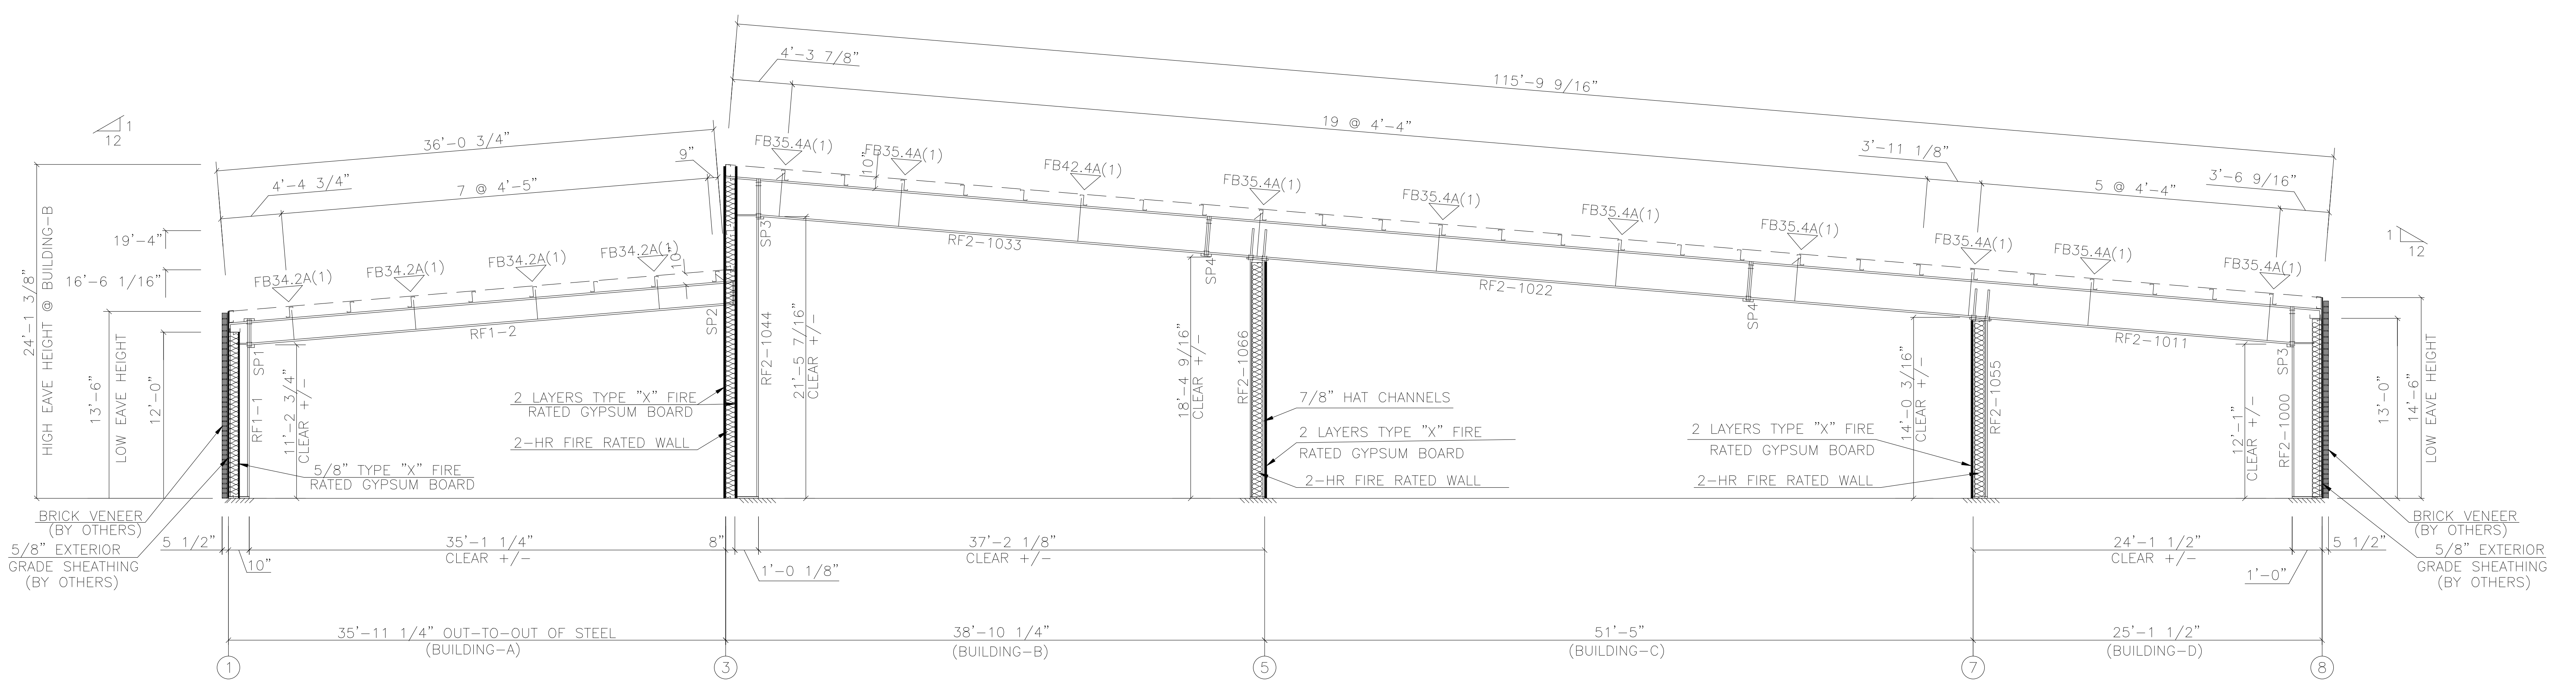 4'-3 7/8"
115'-9 9/16"
1
12
36'-0 3/4"
19 @ 4'-4"
FB35.4A(1)
FB35.4A(1)
10"
9"
FB42.4A(1)
FB35.4A(1)
3'-11 1/8"
4'-4 3/4"
7 @ 4'-5"
5 @ 4'-4"
3'-6 9/16"
FB35.4A(1)
FB35.4A(1)
FB35.4A(1)
FB35.4A(1)
FB35.4A(1)
FB35.4A(1)
1
12
24'-1 3/8"
HIGH EAVE HEIGHT @ BUILDING-B
19'-4"
16'-6 1/16"
FB34.2A(1)
FB34.2A(1)
FB34.2A(1)
FB34.2A(1)
10"
SP3
RF2-1033
SP4
RF2-1022
SP4
RF1-2
SP2
RF2-1011
SP3
13'-6"
LOW EAVE HEIGHT
12'-0"
RF1-1
SP1
11'-2 3/4"
CLEAR +/-
RF2-1044
21'-5 7/16"
CLEAR +/-
18'-4 9/16"
CLEAR +/-
RF2-1066
14'-0 3/16"
CLEAR +/-
RF2-1055
12'-1"
CLEAR +/-
RF2-1000
13'-0"
14'-6"
LOW EAVE HEIGHT
2 LAYERS TYPE "X" FIRE
RATED GYPSUM BOARD
2-HR FIRE RATED WALL
7/8" HAT CHANNELS
2 LAYERS TYPE "X" FIRE
RATED GYPSUM BOARD
2-HR FIRE RATED WALL
2 LAYERS TYPE "X" FIRE
RATED GYPSUM BOARD
2-HR FIRE RATED WALL
5/8" TYPE "X" FIRE
RATED GYPSUM BOARD
BRICK VENEER
(BY OTHERS)
5/8" EXTERIOR
GRADE SHEATHING
(BY OTHERS)
5 1/2"
10"
35'-1 1/4"
CLEAR +/-
8"
1'-0 1/8"
37'-2 1/8"
CLEAR +/-
24'-1 1/2"
CLEAR +/-
1'-0"
5 1/2"
BRICK VENEER
(BY OTHERS)
5/8" EXTERIOR
GRADE SHEATHING
(BY OTHERS)
35'-11 1/4" OUT-TO-OUT OF STEEL
(BUILDING-A)
38'-10 1/4"
(BUILDING-B)
51'-5"
(BUILDING-C)
25'-1 1/2"
(BUILDING-D)
1
3
5
7
8